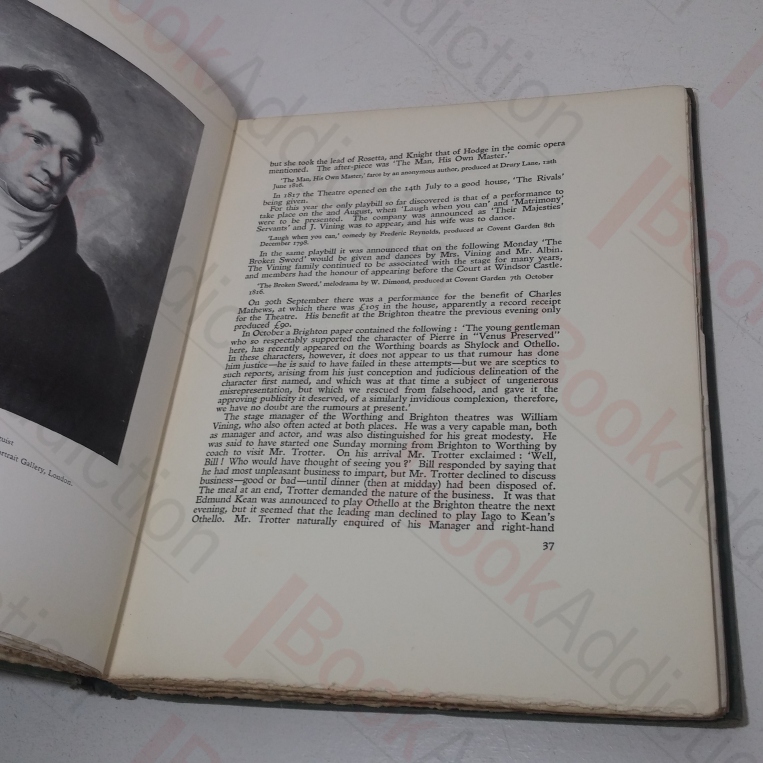 uist
ortrait Gallery, London.
but she took the lead of Rosetta, and Knight that of Hodge in the comic opera
mentioned. The after-piece was 'The Man, His Own Master.'
'The Man, His Own Master,' farce by an anonymous author, produced at Drury Lane, 12th
June 1816.
In 1817 the Theatre opened on the 14th July to a good house, 'The Rivals'
being given.
For this year the only playbill so far discovered is that of a performance to
take place on the 2nd August, when 'Laugh when you can' and 'Matrimony'
were to be presented. The company was announced as 'Their Majesties'
Servants' and J. Vining was to appear, and his wife was to dance.
'Laugh when you can,' comedy by Frederic Reynolds, produced at Covent Garden 8th
December 1798.
In the same playbill it was announced that on the following Monday 'The
Broken Sword' would be given and dances by Mrs. Vining and Mr. Albin.
The Vining family continued to be associated with the stage for many years,
and members had the honour of appearing before the Court at Windsor Castle.
'The Broken Sword,' melodrama by W. Dimond, produced at Covent Garden 7th October
1816.
On 30th September there was a performance for the benefit of Charles
Mathews, at which there was £105 in the house, apparently a record receipt
for the Theatre. His benefit at the Brighton theatre the previous evening only
produced £90.
In October a Brighton paper contained the following : 'The young gentleman
who so respectably supported the character of Pierre in "Venus Preserved"
here, has recently appeared on the Worthing boards as Shylock and Othello.
In these characters, however, it does not appear to us that rumour has done
him justice—he is said to have failed in these attempts—but we are sceptics to
such reports, arising from his just conception and judicious delineation of the
character first named, and which was at that time a subject of ungenerous
misrepresentation, but which we rescued from falsehood, and gave it the
approving publicity it deserved, of a similarly invidious complexion, therefore,
we have no doubt are the rumours at present.'
The stage manager of the Worthing and Brighton theatres was William
Vining, who also often acted at both places. He was a very capable man, both
as manager and actor, and was also distinguished for his great modesty. He
was said to have started one Sunday morning from Brighton to Worthing by
coach to visit Mr. Trotter. On his arrival Mr. Trotter exclaimed : 'Well,
Bill ! Who would have thought of seeing you ?' Bill responded by saying that
he had most unpleasant business to impart, but Mr. Trotter declined to discuss
business—good or bad—until dinner (then at midday) had been disposed of.
The meal at an end, Trotter demanded the nature of the business. It was that
Edmund Kean was announced to play Othello at the Brighton theatre the next
evening, but it seemed that the leading man declined to play Iago to Kean's
Othello. Mr. Trotter naturally enquired of his Manager and right-hand
37
BookAddiction